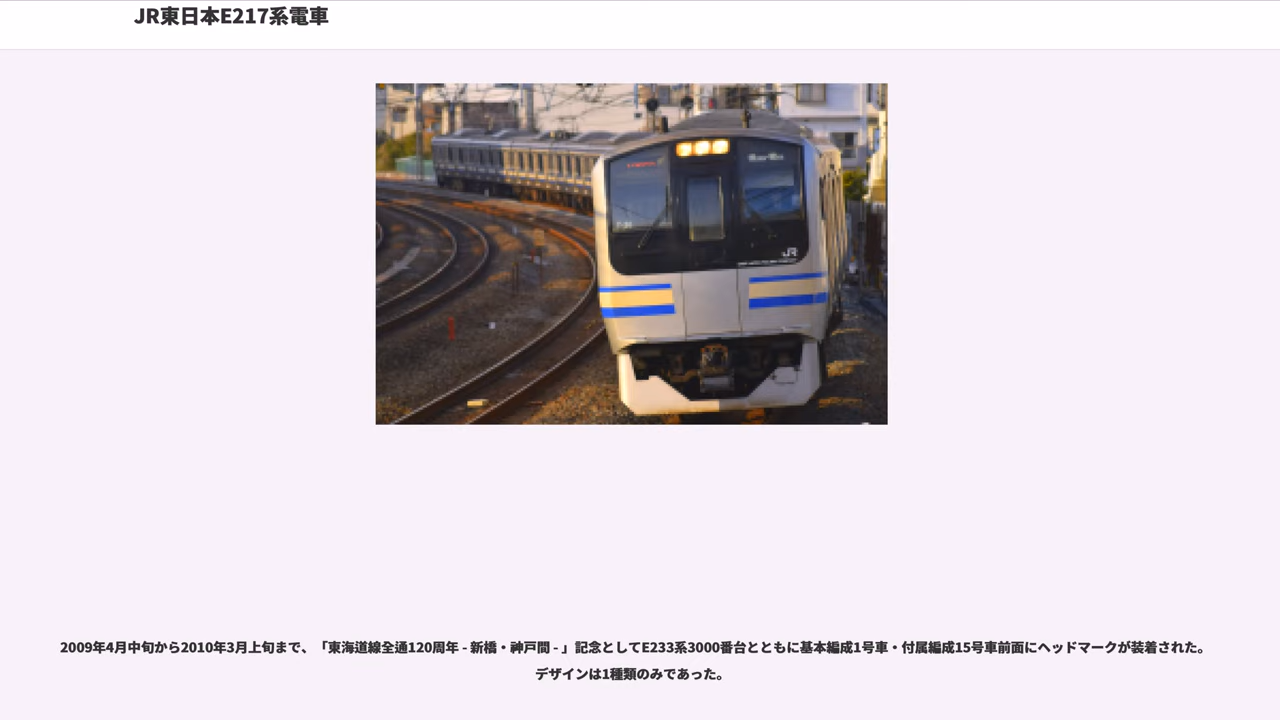 JR東日本E217系電車
JR
2009年4月中旬から2010年3月上旬まで、「東海道線全通120周年 - 新橋・神戸間 - 」記念としてE233系3000番台とともに基本編成1号車・付属編成15号車前面にヘッドマークが装着された。
デザインは1種類のみであった。